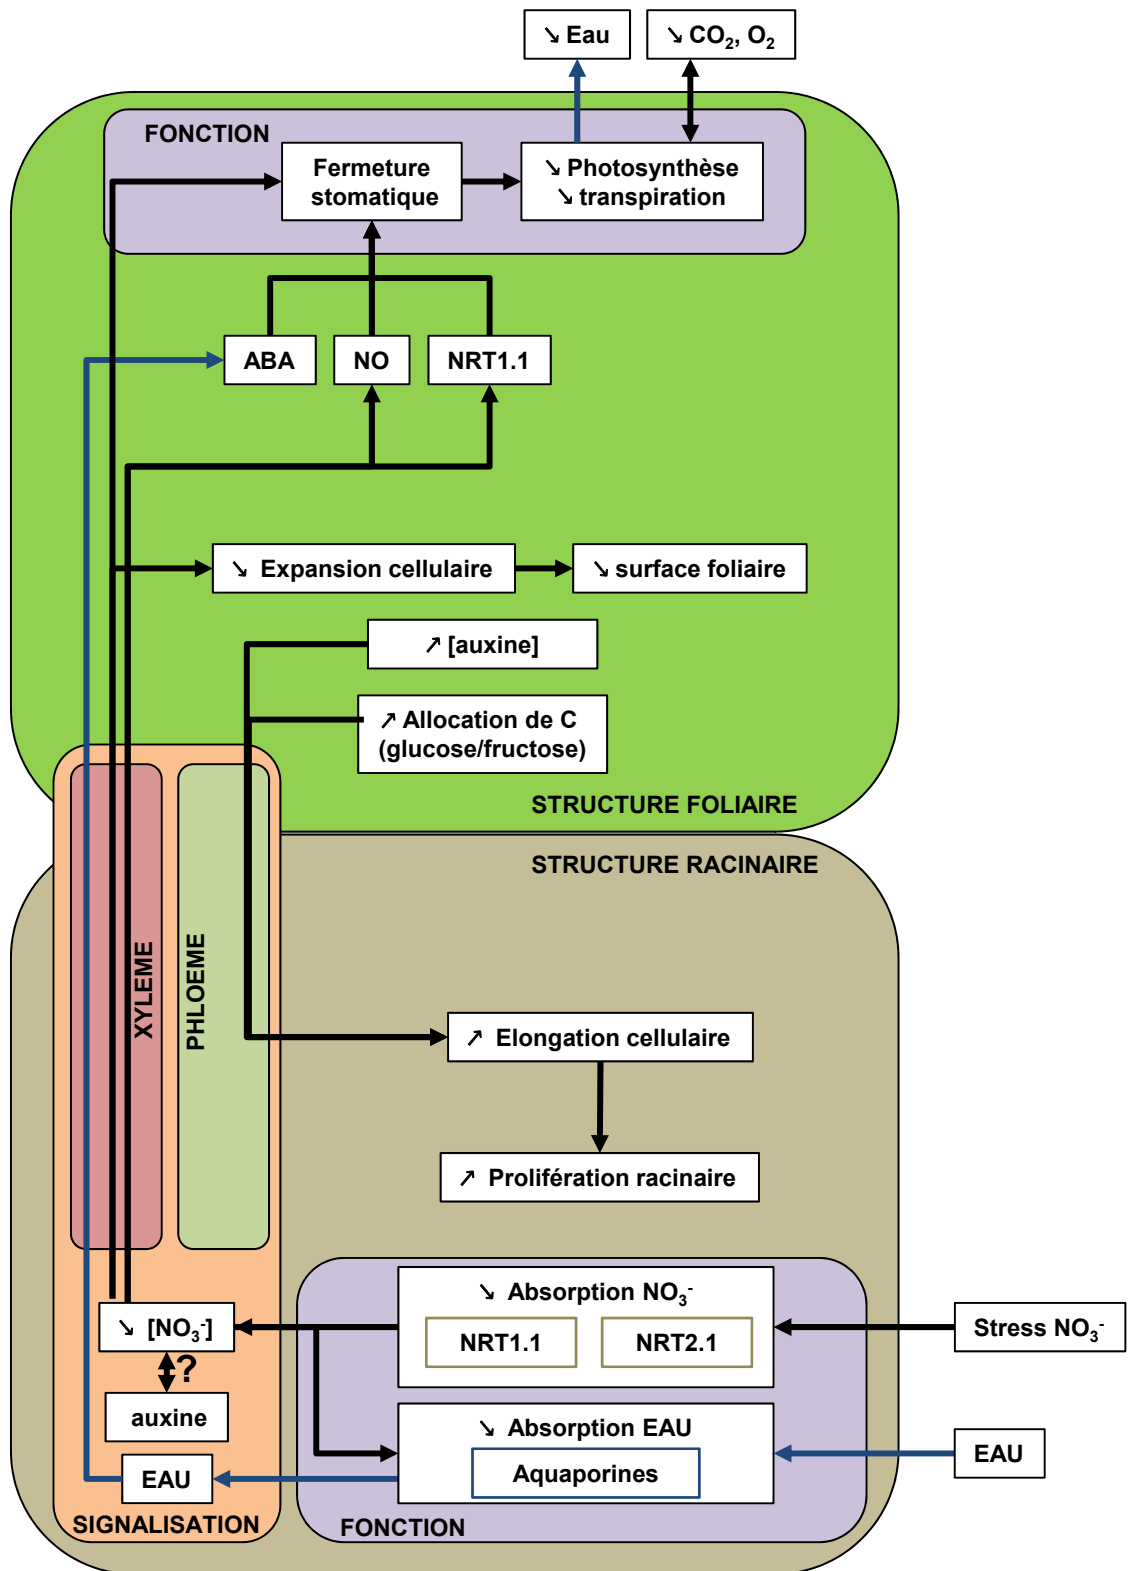 ↘ Eau
↘ CO₂, O₂
FONCTION
Fermeture
stomatique
↘ Photosynthèse
↘ transpiration
ABA
NO
NRT1.1
↘ Expansion cellulaire
↘ surface foliaire
↗ [auxine]
↗ Allocation de C
(glucose/fructose)
STRUCTURE FOLIAIRE
STRUCTURE RACINAIRE
XYLEME
PHLOEME
↗ Elongation cellulaire
↗ Prolifération racinaire
↘ Absorption NO₃⁻
NRT1.1
NRT2.1
Stress NO₃⁻
↘ [NO₃⁻]
?
auxine
↘ Absorption EAU
Aquaporines
EAU
EAU
SIGNALISATION
FONCTION